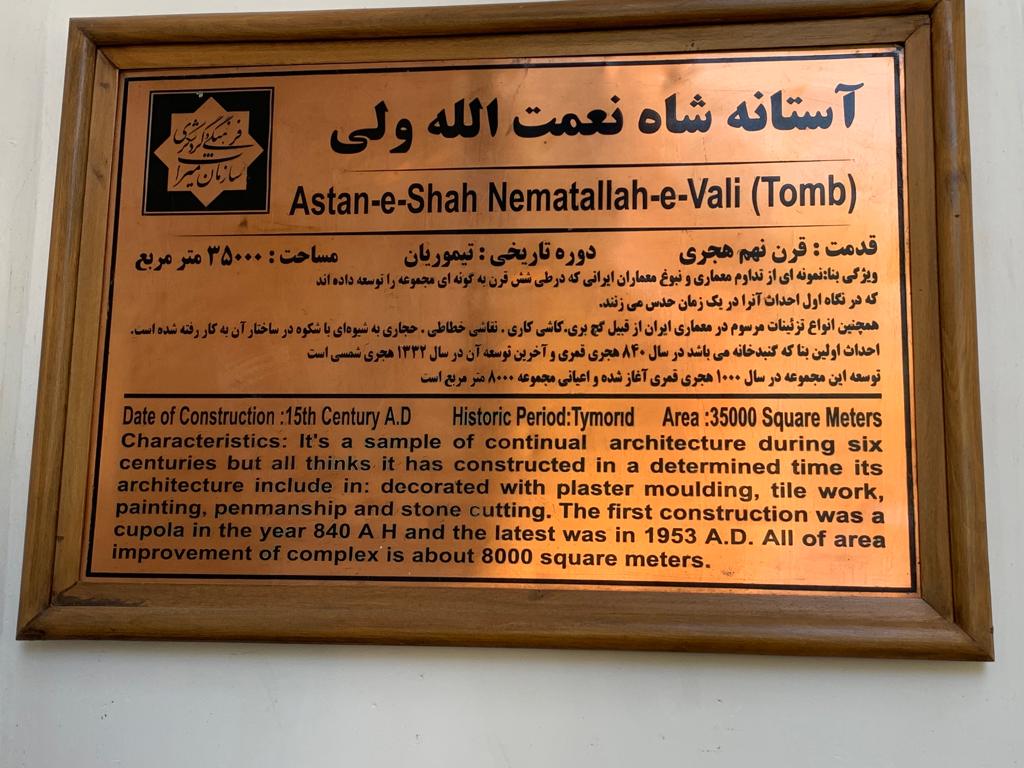 آستانه شاه نعمت الله ولی
سازمان میراث فرهنگی و گردشگری
Astan-e-Shah Nematallah-e-Vali (Tomb)
قدمت : قرن نهم هجری دوره تاریخی : تیموریان مساحت : ۳۵۰۰۰ متر مربع
ویژگی بنا:نمونه ای از تداوم معماری و نبوغ معماران ایرانی که درطی شش قرن به گونه ای مجموعه را توسعه داده اند
که در نگاه اول احداث آنرا در یک زمان حدس می زنند.
همچنین انواع تزئینات مرسوم در معماری ایران از قبیل گچ بری،کاشی کاری ، نقاشی خطاطی ، حجاری به شیوه‌ای با شکوه در ساختار آن به کار رفته شده است.
احداث اولین بنا که گنبدخانه می باشد در سال ۸۴۰ هجری قمری و آخرین توسعه آن در سال ۱۳۳۲ هجری شمسی است
توسعه این مجموعه در سال ۱۰۰۰ هجری قمری آغاز شده و اعیانی مجموعه ۸۰۰۰ متر مربع است
Date of Construction :15th Century A.D Historic Period:Tymorid Area :35000 Square Meters
Characteristics: It's a sample of continual architecture during six
centuries but all thinks it has constructed in a determined time its
architecture include in: decorated with plaster moulding, tile work,
painting, penmanship and stone cutting. The first construction was a
cupola in the year 840 A H and the latest was in 1953 A.D. All of area
improvement of complex is about 8000 square meters.